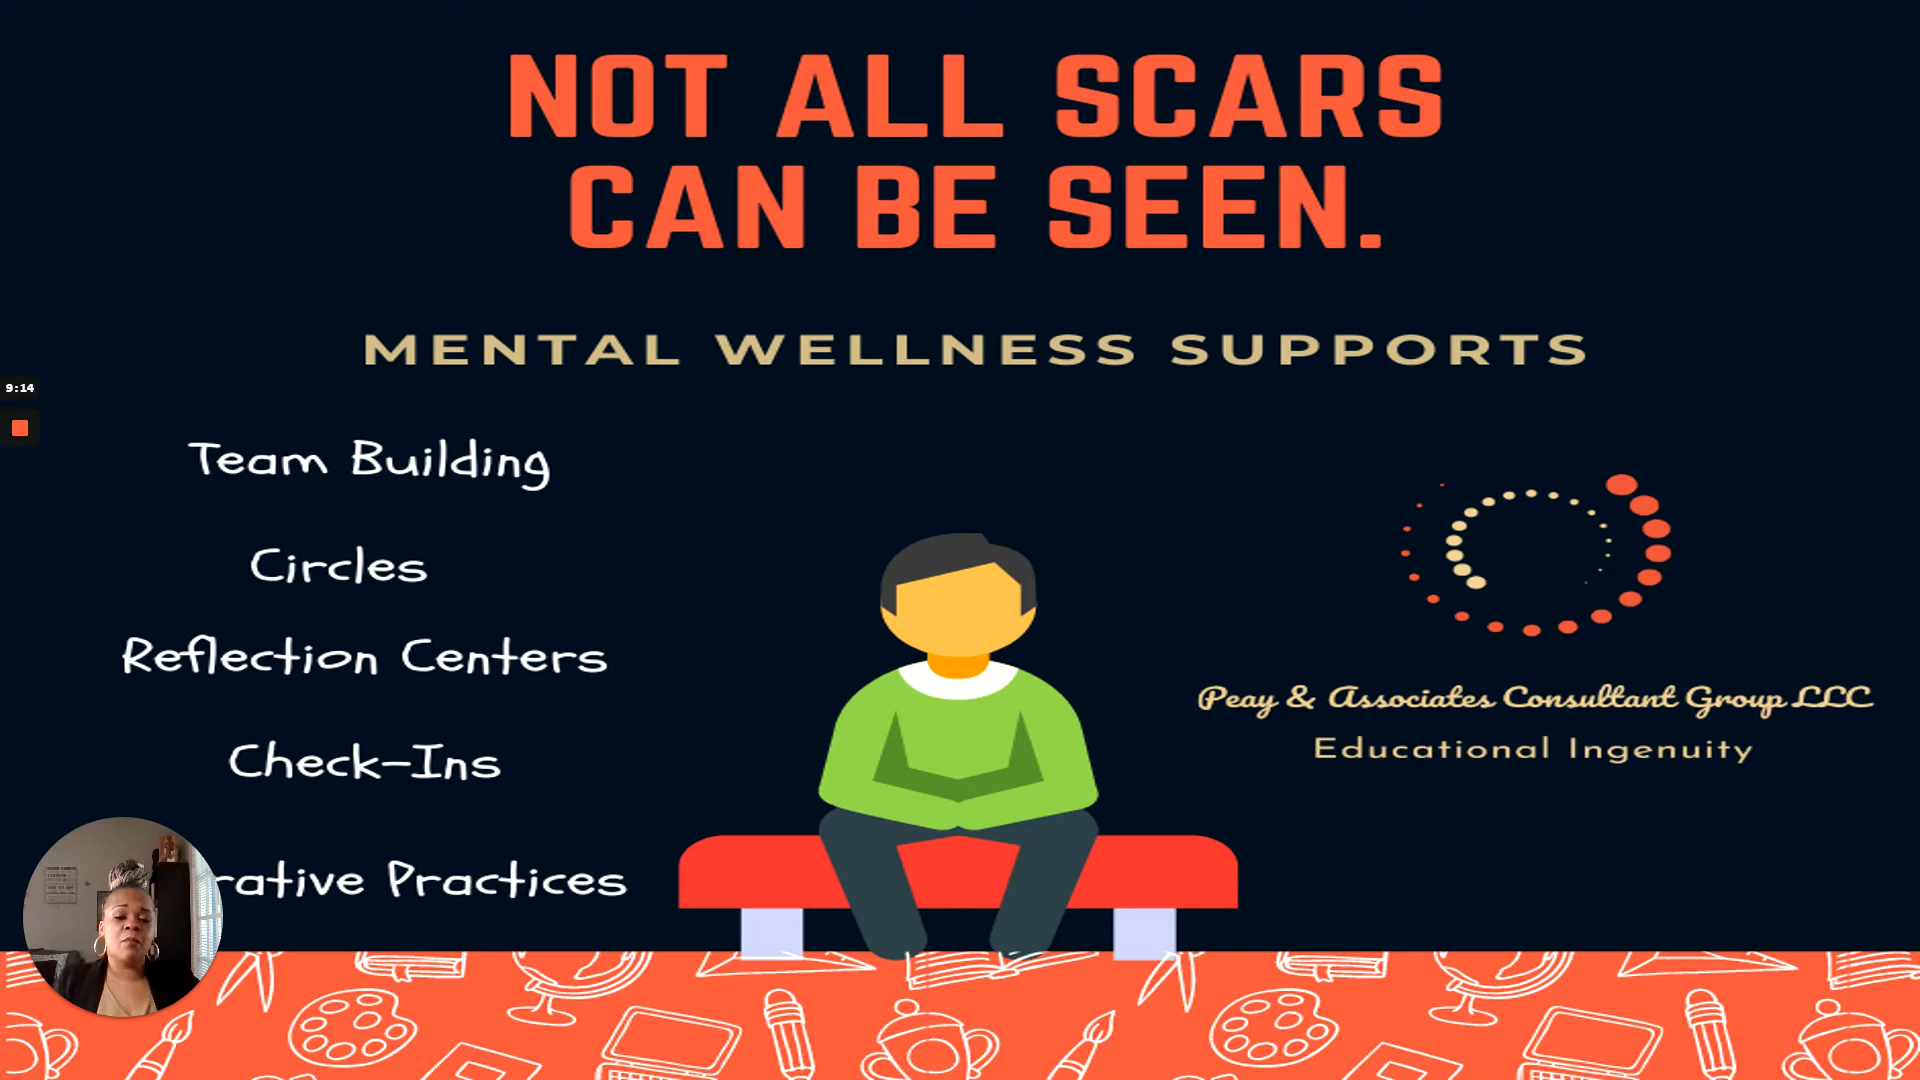 NOT ALL SCARS
CAN BE SEEN.
MENTAL WELLNESS SUPPORTS
9:14
Team Building
Circles
Reflection Centers
Check-Ins
Practices
Peay & Associates Consultant Group LLC
Educational Ingenuity